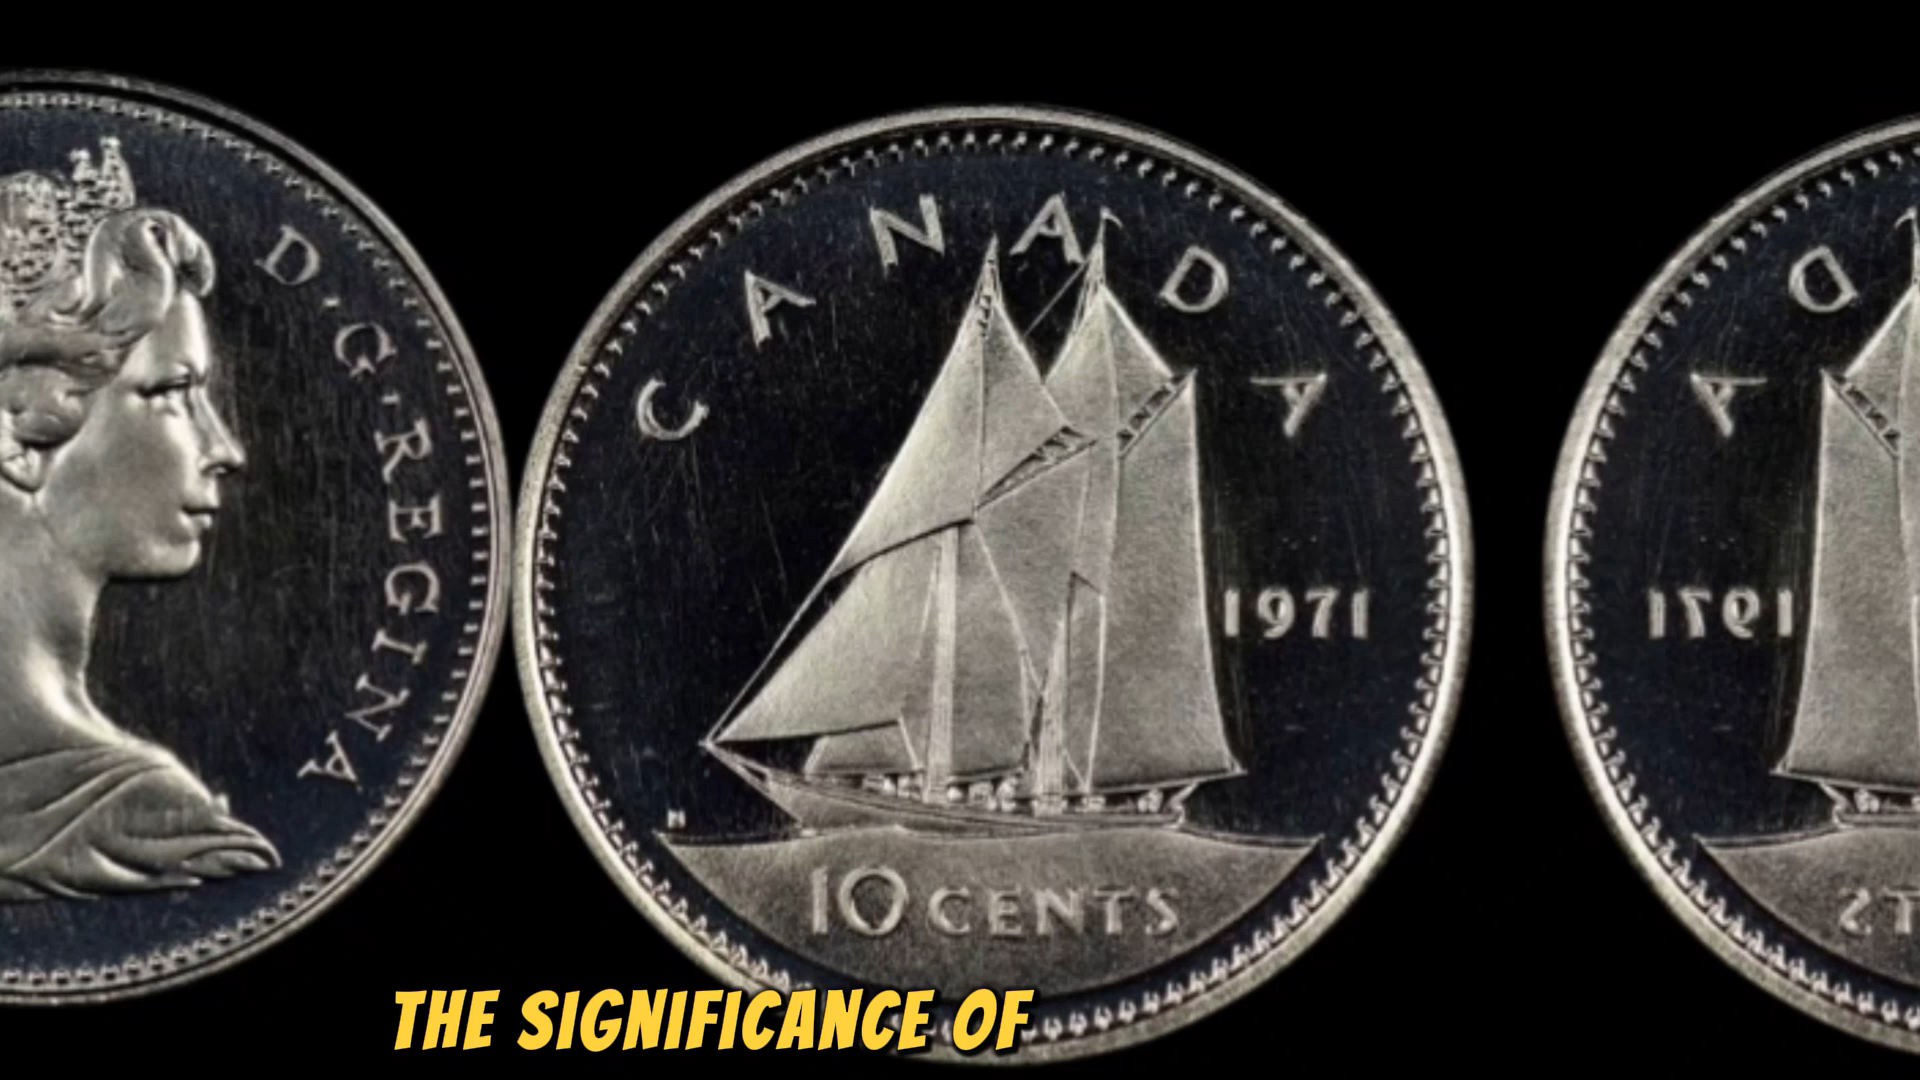 D·G·REGINA
CANADA
1971
H
10 CENTS
THE SIGNIFICANCE OF